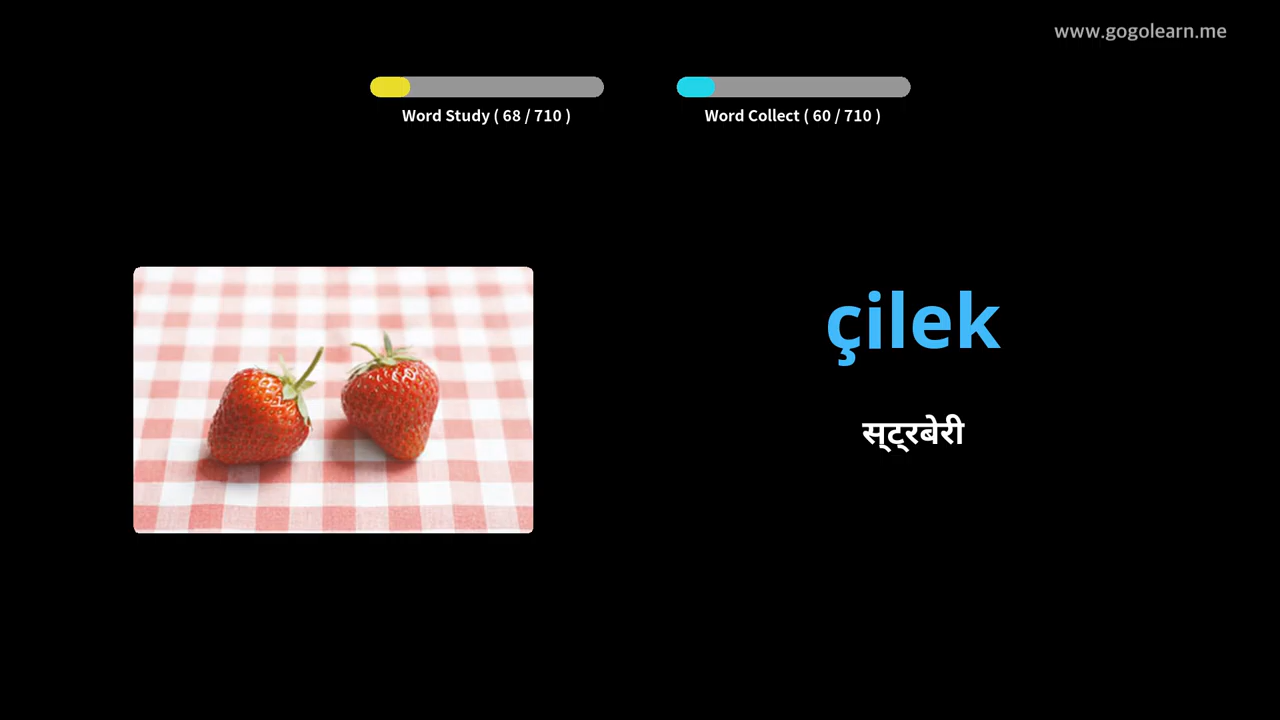 www.gogolearn.me
Word Study ( 68 / 710 )
Word Collect ( 60 / 710 )
çilek
स्ट्रबेरी